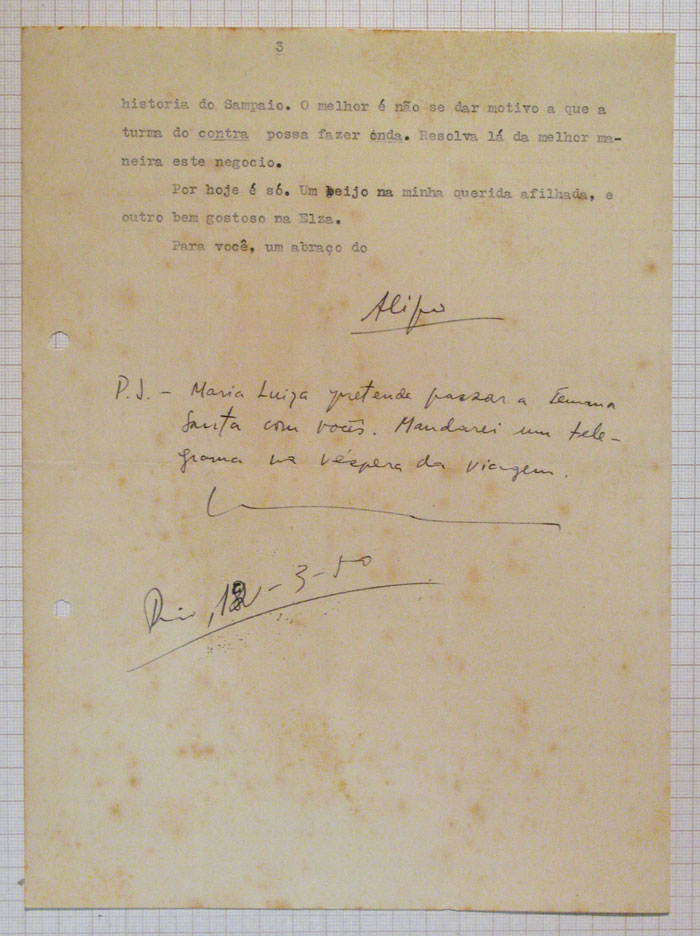 3
historia do Sampaio. O melhor é não se dar motivo a que a
turma do contra possa fazer onda. Resolva lá da melhor ma-
neira este negocio.
Por hoje é só. Um beijo na minha querida afilhada, e
outro bem gostoso na Elza.
Para você, um abraço do
P.S. - Maria Luiza pretende passar a Semana
Santa com vocês. Mandarei um tele-
grama na véspera da viagem.
Rio, -3-50